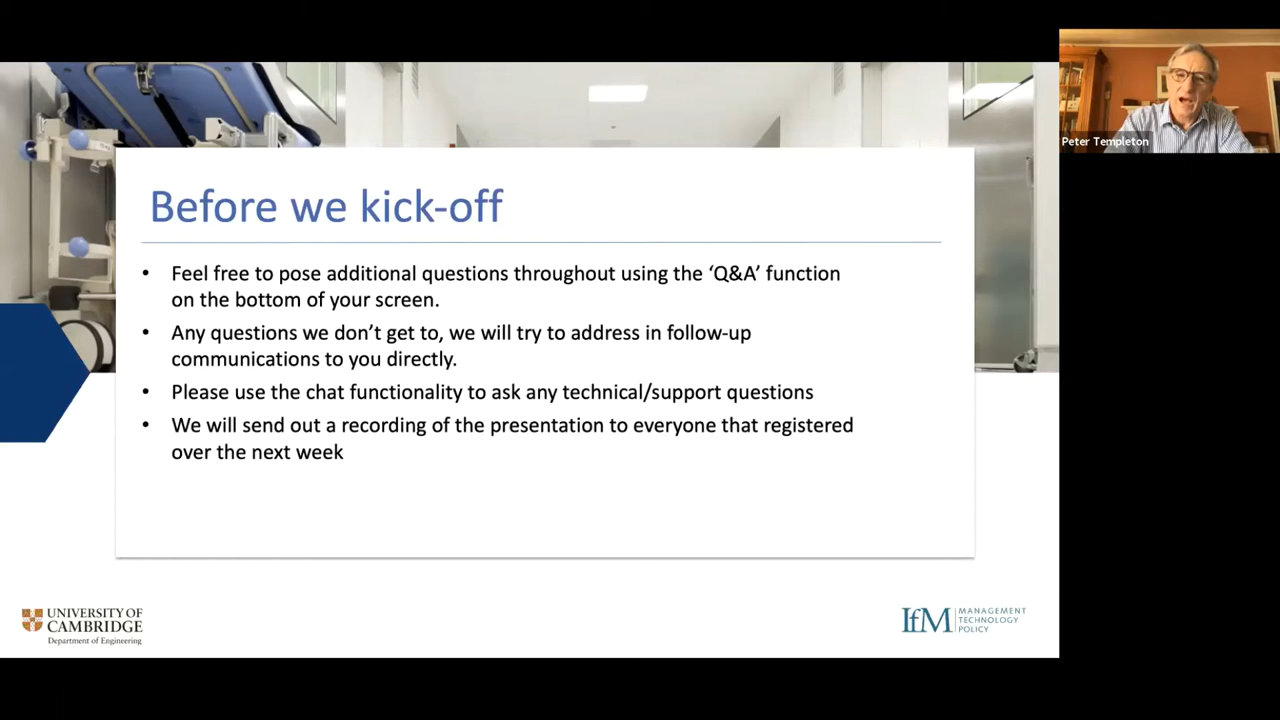 Before we kick-off
• Feel free to pose additional questions throughout using the ‘Q&A’ function
on the bottom of your screen.
• Any questions we don’t get to, we will try to address in follow-up
communications to you directly.
• Please use the chat functionality to ask any technical/support questions
• We will send out a recording of the presentation to everyone that registered
over the next week
Peter Templeton
UNIVERSITY OF
CAMBRIDGE
Department of Engineering
IfM
MANAGEMENT
TECHNOLOGY
POLICY